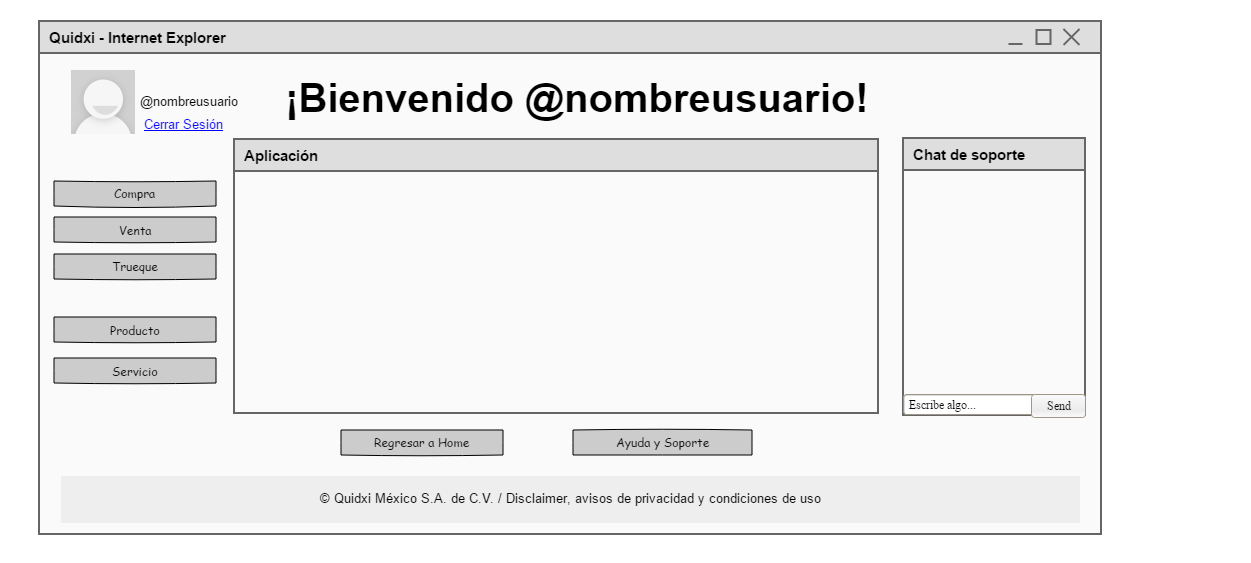 Quidxi - Internet Explorer
@nombreusuario
Cerrar Sesión
¡Bienvenido @nombreusuario!
Aplicación
Chat de soporte
Compra
Venta
Trueque
Producto
Servicio
Escribe algo...
Send
Regresar a Home
Ayuda y Soporte
© Quidxi México S.A. de C.V. / Disclaimer, avisos de privacidad y condiciones de uso